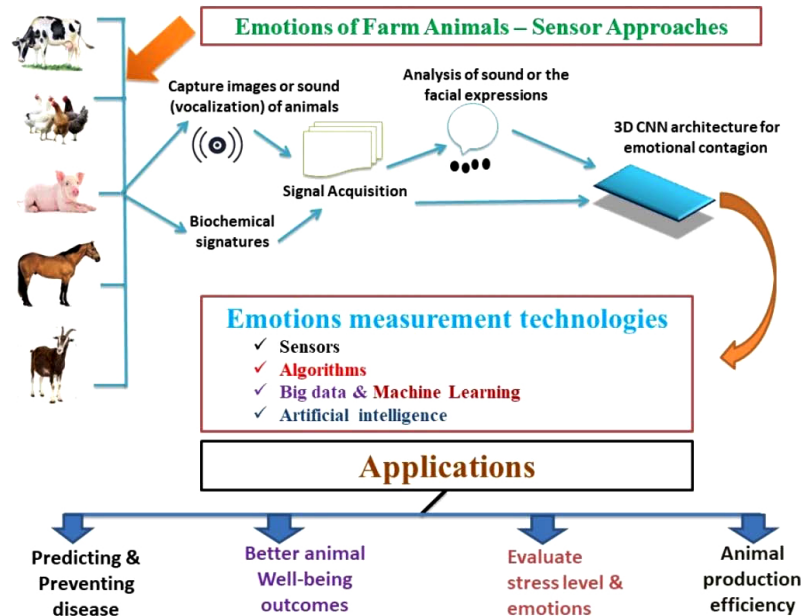 Emotions of Farm Animals – Sensor Approaches
Capture images or sound
(vocalization) of animals
Analysis of sound or the
facial expressions
3D CNN architecture for
emotional contagion
Signal Acquisition
Biochemical
signatures
Emotions measurement technologies
✓ Sensors
✓ Algorithms
✓ Big data & Machine Learning
✓ Artificial intelligence
Applications
Predicting &
Preventing
disease
Better animal
Well-being
outcomes
Evaluate
stress level &
emotions
Animal
production
efficiency